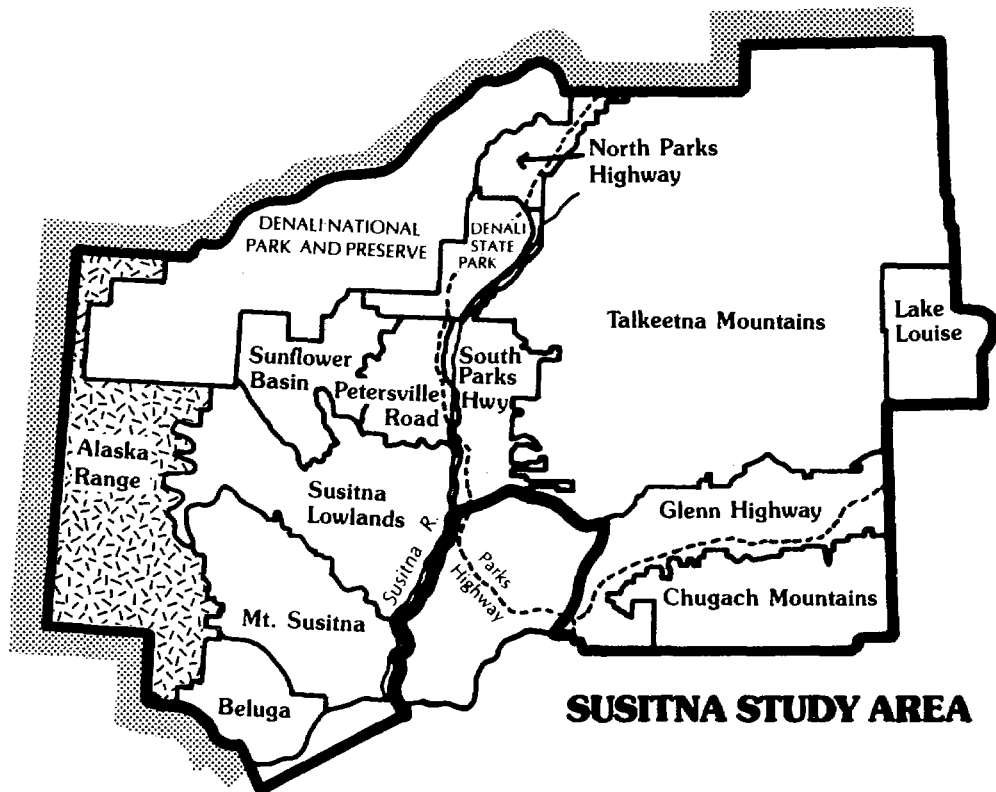 North Parks
Highway
DENALI NATIONAL
PARK AND PRESERVE
DENALI
STATE
PARK
Lake
Louise
Talkeetna Mountains
Sunflower
Basin
South
Parks
Hwy
Petersville
Road
Alaska
Range
Susitna
Lowlands
Glenn Highway
Susitna R.
Parks
Highway
Chugach Mountains
Mt. Susitna
Beluga
SUSITNA STUDY AREA